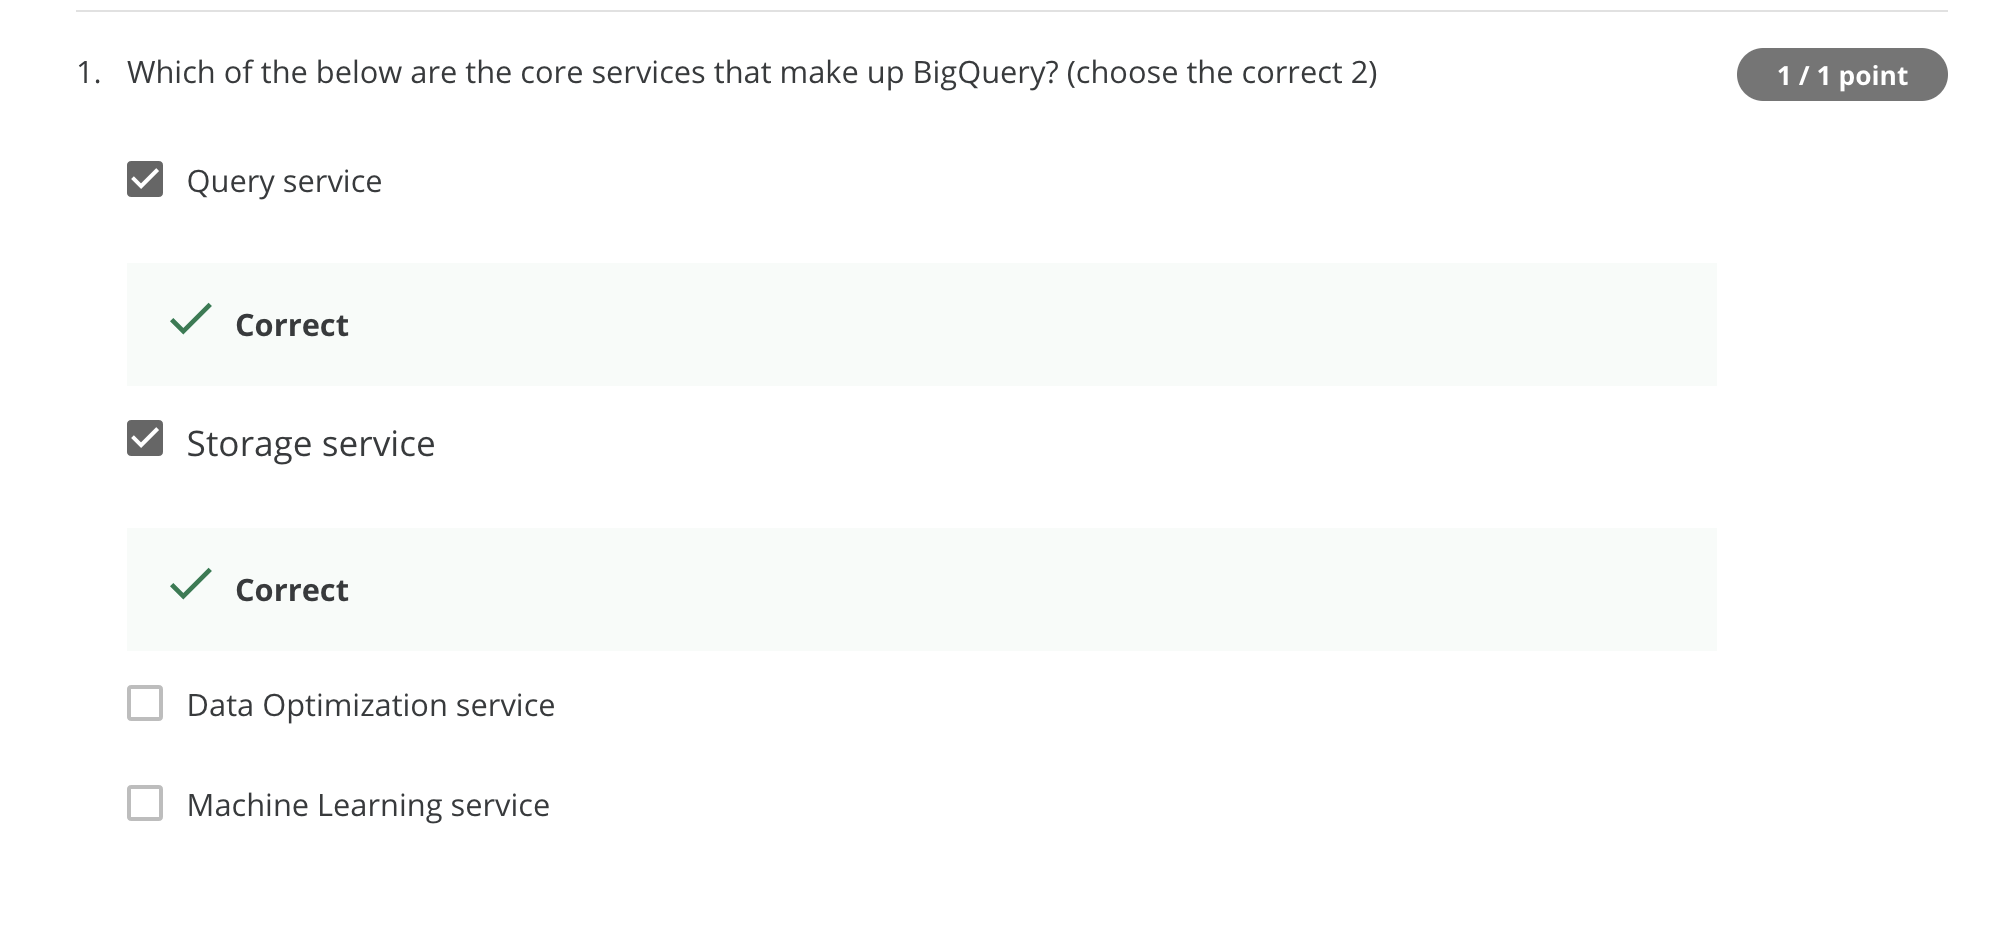 1. Which of the below are the core services that make up BigQuery? (choose the correct 2)
1 / 1 point
Query service
Correct
Storage service
Correct
Data Optimization service
Machine Learning service